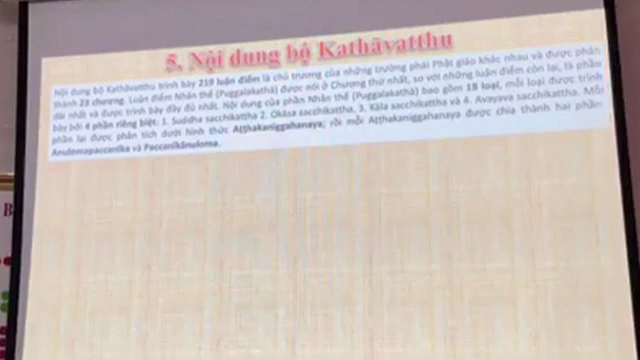 5. Nội dung bộ Kathāvatthu
Nội dung bộ Kathāvatthu trình bày 219 luận điểm là chủ trương của những trường phái Phật giáo khác nhau và được phân
thành 23 chương. Luận điểm Nhân thể (Puggalakathā) được nói ở Chương thứ nhất, so với những luận điểm còn lại, là phần
dài nhất và được trình bày đầy đủ nhất. Nội dung của phần Nhân thể (Puggalakathā) bao gồm 18 loại, mỗi loại được trình
bày bởi 4 phần riêng biệt: 1. Suddha sacchikattha 2. Okāsa sacchikattha, 3. Kāla sacchikattha và 4. Avayava sacchikattha. Mỗi
phần lại được phân tích dưới hình thức Aṭṭhakaniggahanaya; rồi mỗi Aṭṭhakaniggahanaya được chia thành hai phần
Anulomapaccanīka và Paccanīkānuloma.
B